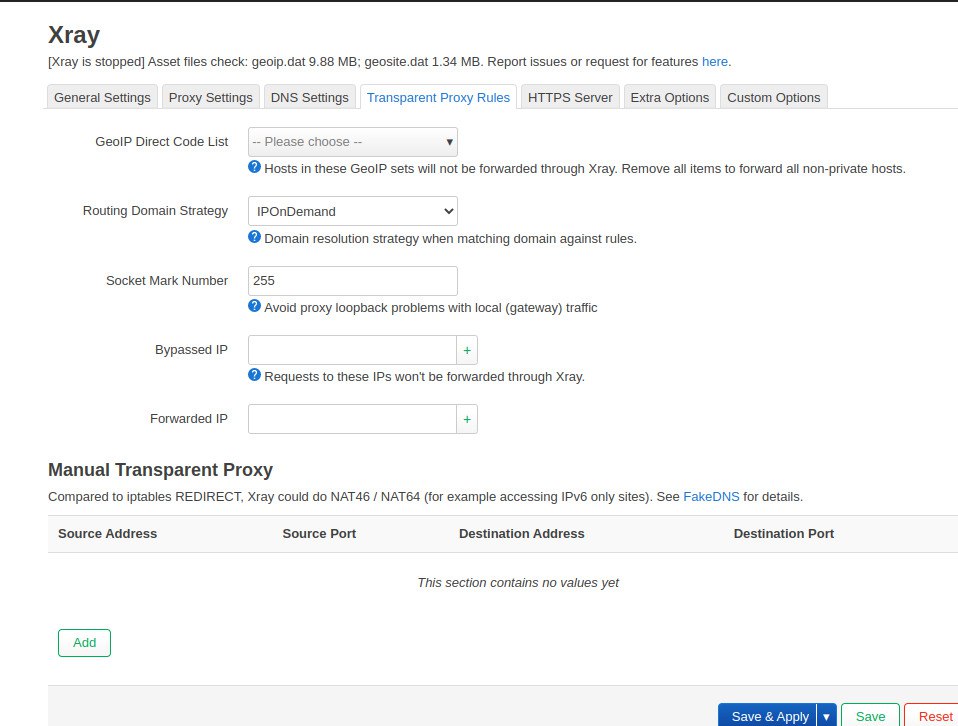 Xray
[Xray is stopped] Asset files check: geoip.dat 9.88 MB; geosite.dat 1.34 MB. Report issues or request for features here.
General Settings Proxy Settings DNS Settings Transparent Proxy Rules HTTPS Server Extra Options Custom Options
GeoIP Direct Code List -- Please choose --
Hosts in these GeoIP sets will not be forwarded through Xray. Remove all items to forward all non-private hosts.
Routing Domain Strategy IPOnDemand
Domain resolution strategy when matching domain against rules.
Socket Mark Number 255
Avoid proxy loopback problems with local (gateway) traffic
Bypassed IP +
Requests to these IPs won't be forwarded through Xray.
Forwarded IP +
Manual Transparent Proxy
Compared to iptables REDIRECT, Xray could do NAT46 / NAT64 (for example accessing IPv6 only sites). See FakeDNS for details.
Source Address Source Port Destination Address Destination Port
This section contains no values yet
Add
Save & Apply Save Reset